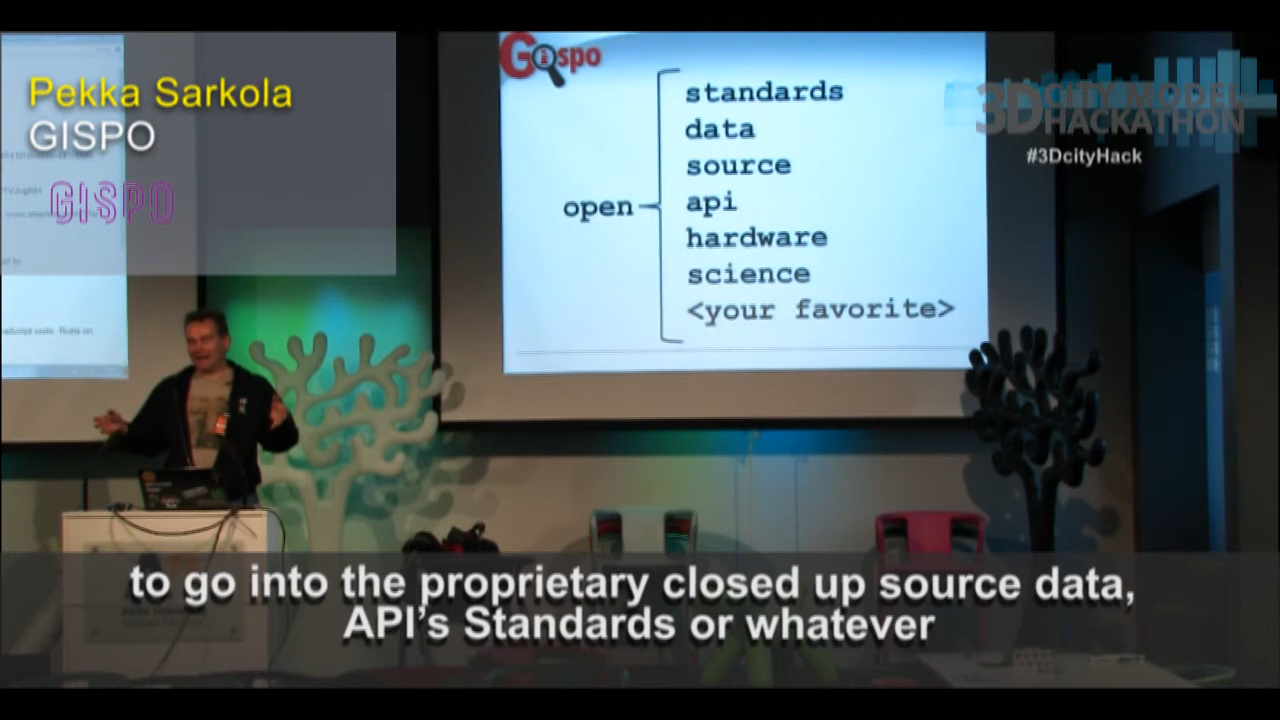 Pekka Sarkola
GISPO
GISPO
Gispo
open
standards
data
source
api
hardware
science
<your favorite>
3D CITY MODEL
HACKATHON
#3DcityHack
to go into the proprietary closed up source data,
API's Standards or whatever